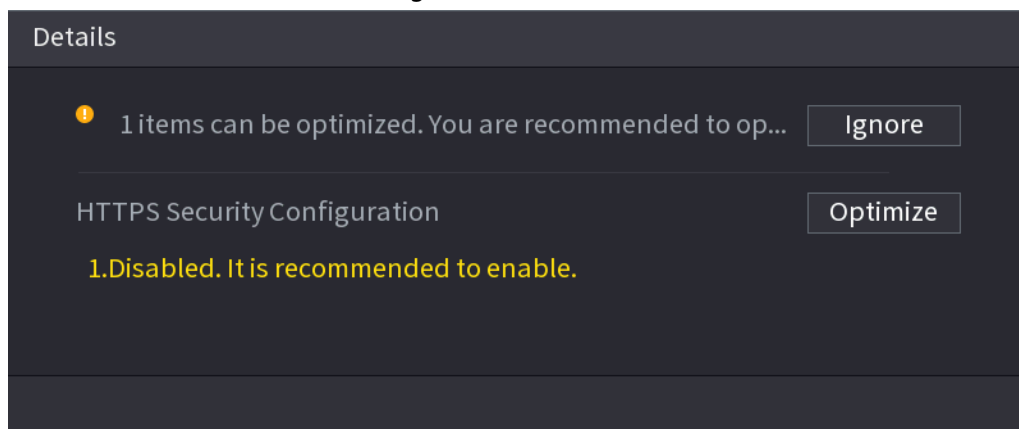 Details
1 items can be optimized. You are recommended to op... Ignore
HTTPS Security Configuration Optimize
1.Disabled. It is recommended to enable.